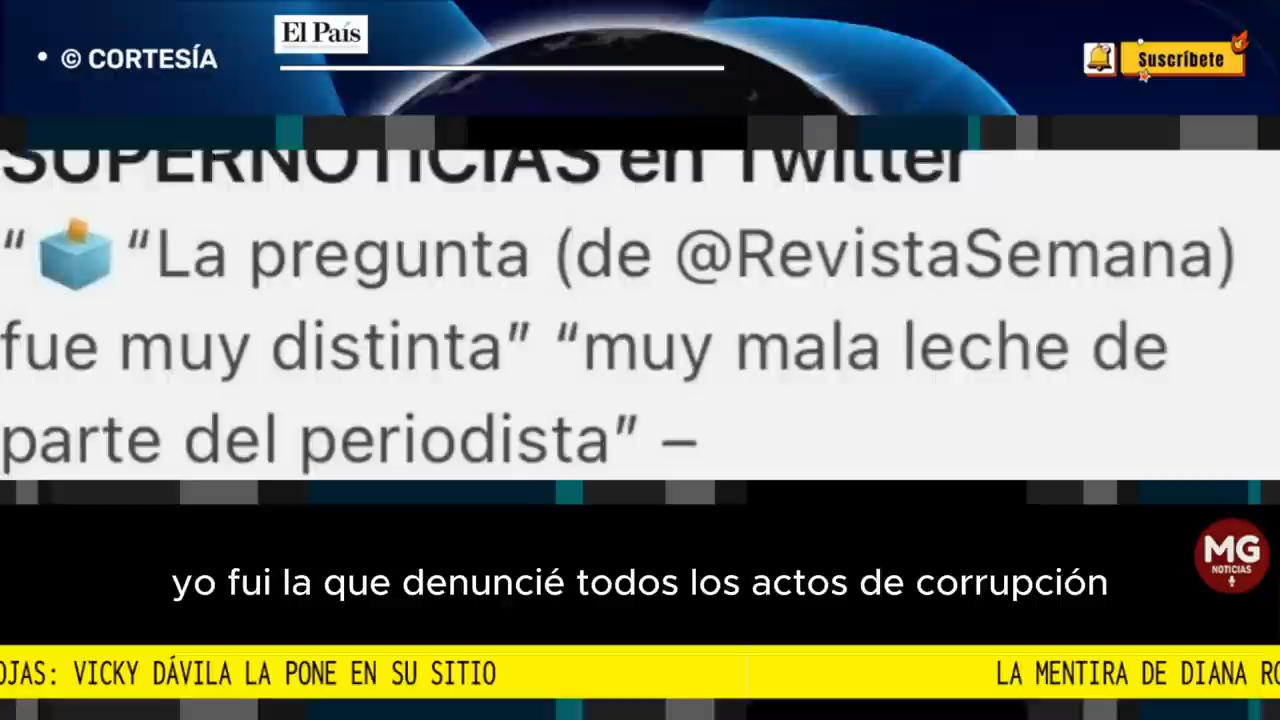 • © CORTESÍA
El País
Suscríbete
SUPERNOTICIAS en Twitter
“ “La pregunta (de @RevistaSemana)
fue muy distinta” “muy mala leche de
parte del periodista” –
yo fui la que denuncié todos los actos de corrupción
MG
NOTICIAS
OJAS: VICKY DÁVILA LA PONE EN SU SITIO
LA MENTIRA DE DIANA RO